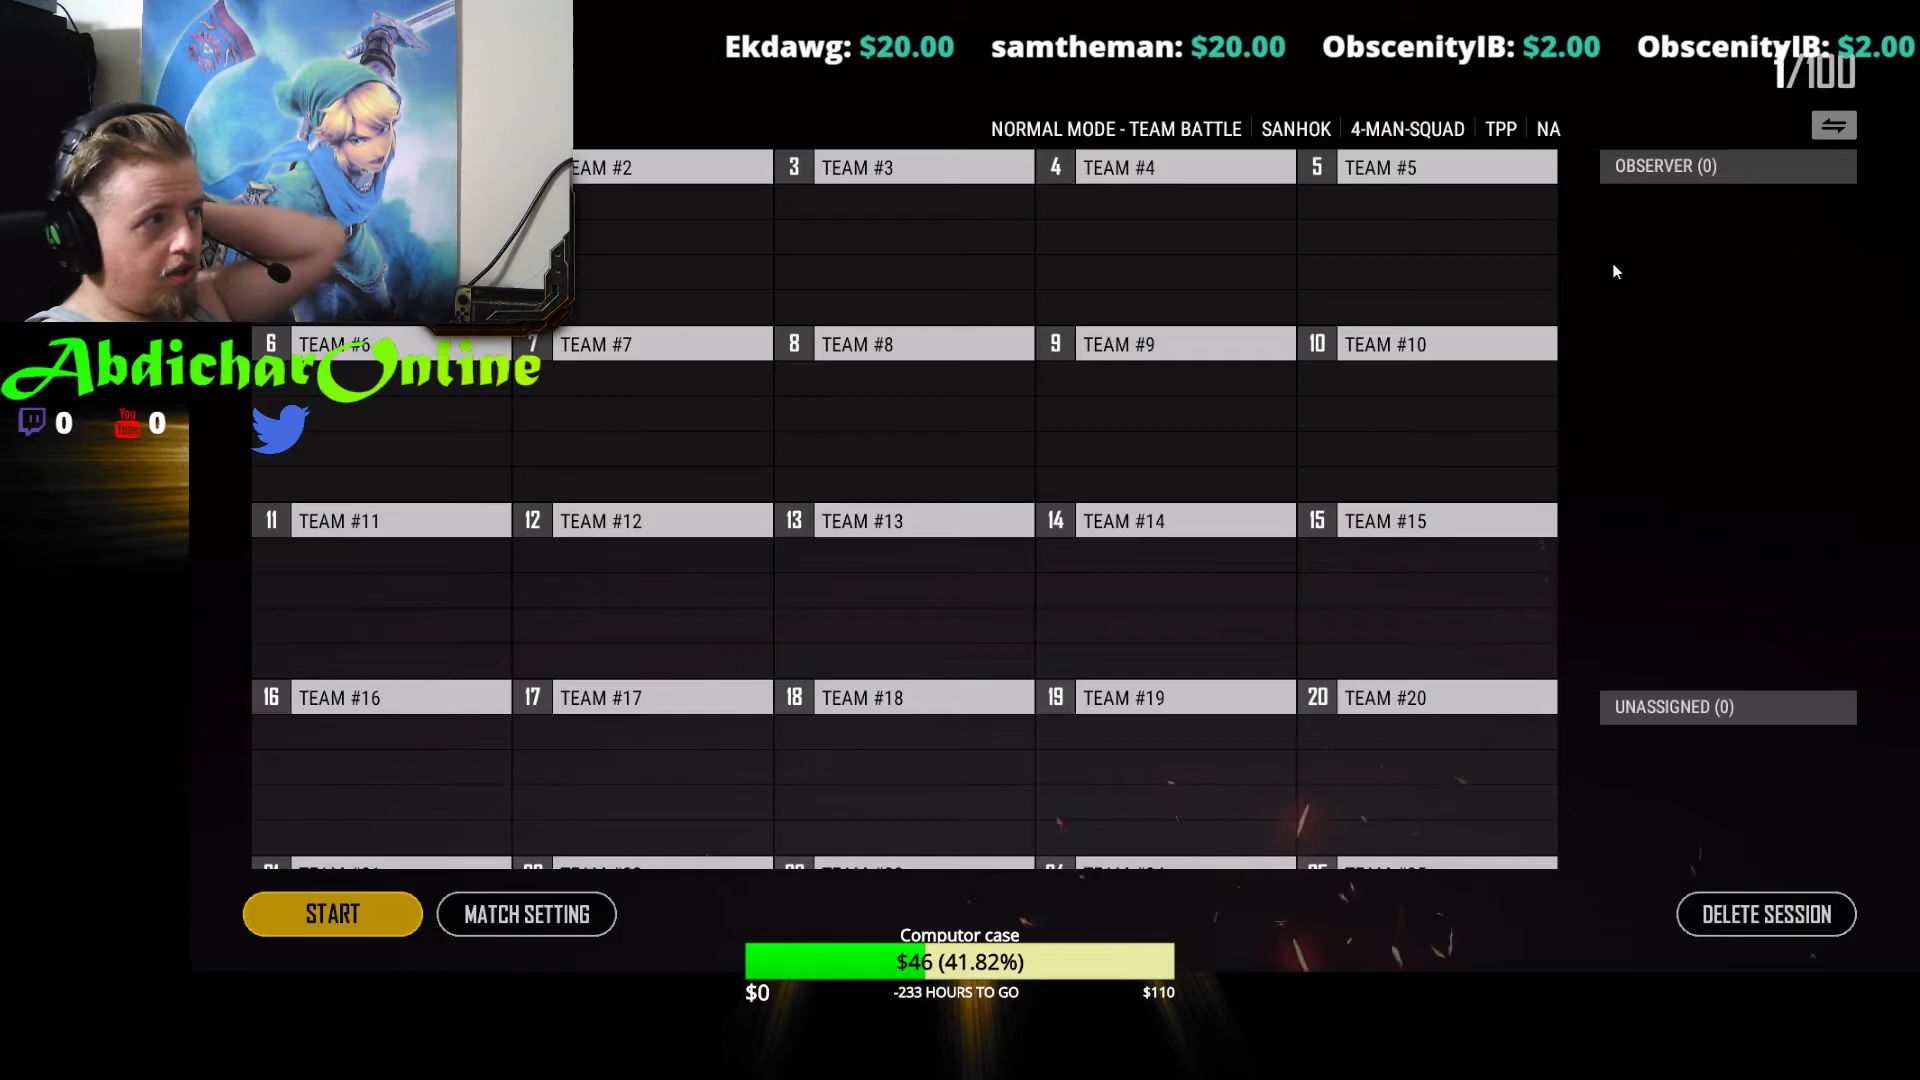 Ekdawg: $20.00 samtheman: $20.00 ObscenityIB: $2.00 ObscenityIB: $2.00
1/100
NORMAL MODE - TEAM BATTLE SANHOK 4-MAN-SQUAD TPP NA
EAM #2 3 TEAM #3 4 TEAM #4 5 TEAM #5
OBSERVER (0)
6 TEAM #6 7 TEAM #7 8 TEAM #8 9 TEAM #9 10 TEAM #10
AbdicharOnline
0 You Tube 0
11 TEAM #11 12 TEAM #12 13 TEAM #13 14 TEAM #14 15 TEAM #15
16 TEAM #16 17 TEAM #17 18 TEAM #18 19 TEAM #19 20 TEAM #20
UNASSIGNED (0)
START MATCH SETTING DELETE SESSION
Computor case
$46 (41.82%)
$0 -233 HOURS TO GO $110